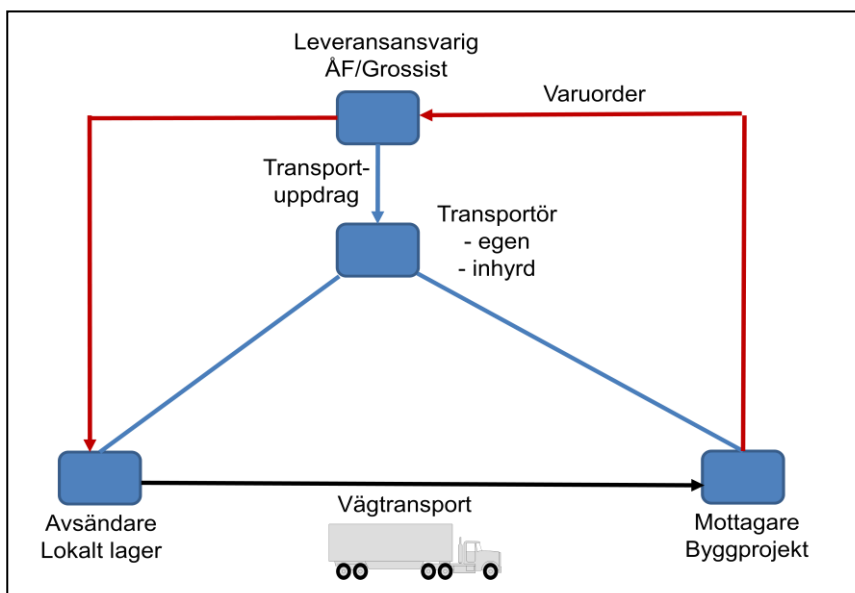 Leveransansvarig
ÅF/Grossist
Varuorder
Transport-
uppdrag
Transportör
- egen
- inhyrd
Vägtransport
Avsändare
Lokalt lager
Mottagare
Byggprojekt